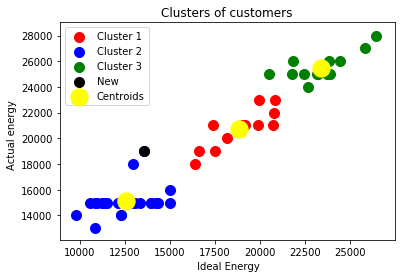 Clusters of customers
Cluster 1
Cluster 2
Cluster 3
New
Centroids
Actual energy
28000
26000
24000
22000
20000
18000
16000
14000
10000 12500 15000 17500 20000 22500 25000
Ideal Energy